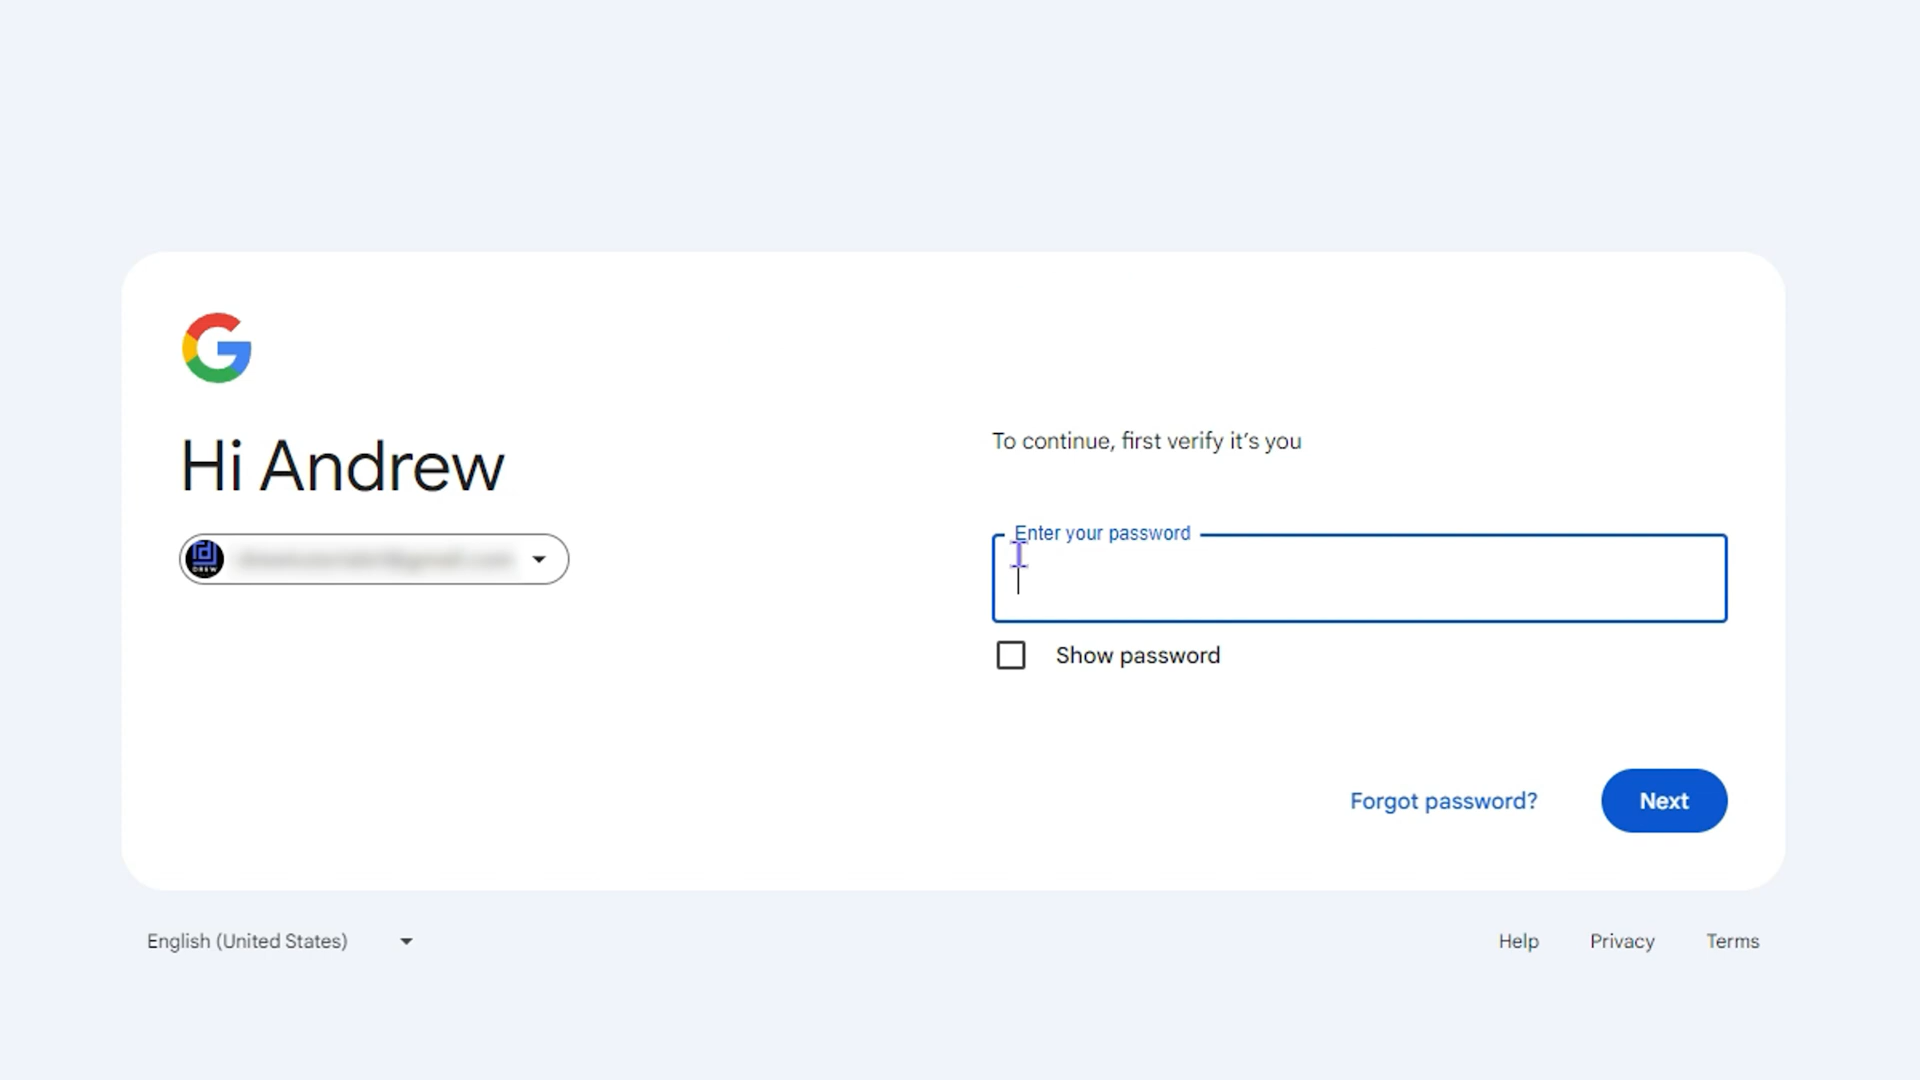 Hi Andrew
DREW
To continue, first verify it’s you
Enter your password
Show password
Forgot password?
Next
English (United States)
Help
Privacy
Terms